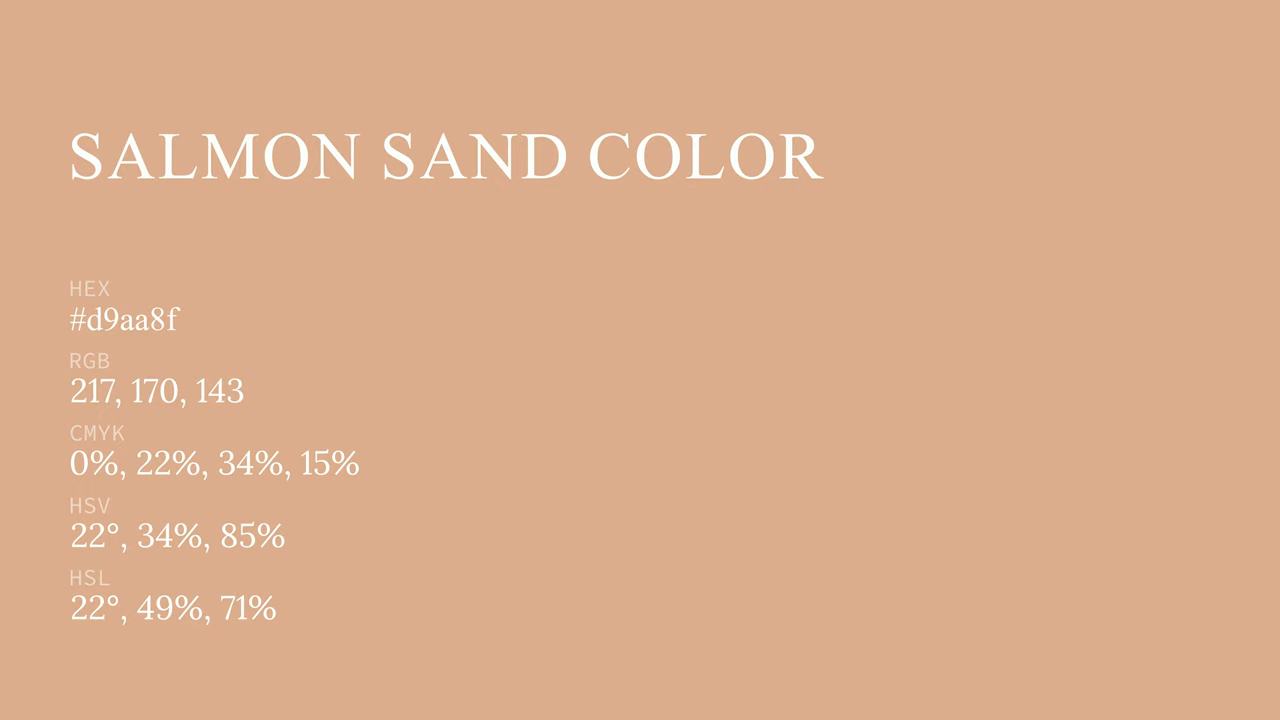 SALMON SAND COLOR
HEX
#d9aa8f
RGB
217, 170, 143
CMYK
0%, 22%, 34%, 15%
HSV
22°, 34%, 85%
HSL
22°, 49%, 71%